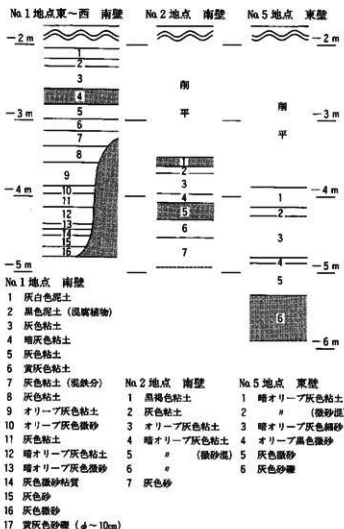 No.1 地点東～西 南壁
No.2 地点 南壁
No.5 地点 東壁
－2 m
－2 m
1
2
3
4
5
6
7
8
9
10
11
12
13
14
15
16
－3 m
－4 m
－5 m
削
平
1
2
3
4
5
6
7
削
平
1
2
3
4
5
6
－3 m
－4 m
－5 m
－6 m
No.1 地点 南壁
1 灰白色泥土
2 黒色泥土（混腐植物）
3 灰色粘土
4 暗灰色粘土
5 灰色粘土
6 黄灰色粘土
7 灰色粘土（混鉄分）
8 灰色粘土
9 オリーブ灰色粘土
10 オリーブ灰色微砂
11 灰色粘土
12 暗オリーブ灰色粘土
13 暗オリーブ灰色微砂
14 灰色微砂粘質
15 灰色砂
16 灰色微砂
17 黄灰色砂礫（φ～10cm）
No.2 地点 南壁
1 黒褐色粘土
2 灰色粘土
3 オリーブ灰色粘土
4 暗オリーブ灰色粘土
5 〃 （微砂混）
6 〃
7 灰色砂
No.5 地点 東壁
1 暗オリーブ灰色粘土
2 〃 （微砂混）
3 暗オリーブ灰色細砂
4 オリーブ黒色微砂
5 灰色微砂
6 灰色砂礫